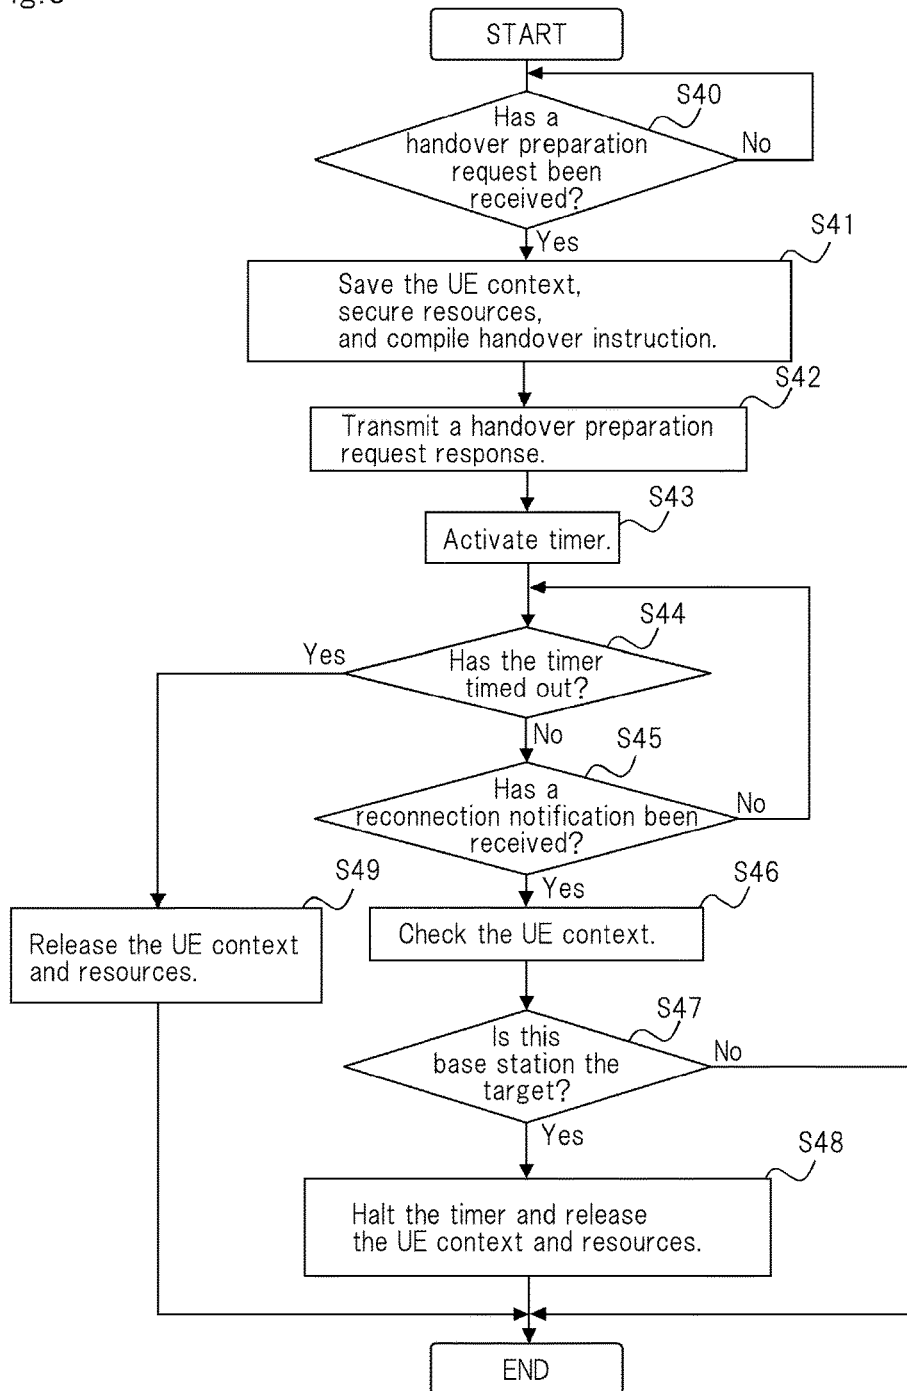 START
S40
Has a
handover preparation
request been
received?
No
Yes
S41
Save the UE context,
secure resources,
and compile handover instruction.
S42
Transmit a handover preparation
request response.
S43
Activate timer.
S44
Yes
Has the timer
timed out?
No
S45
Has a
reconnection notification been
received?
No
Yes
S49
S46
Release the UE context
and resources.
Check the UE context.
S47
Is this
base station the
target?
No
Yes
S48
Halt the timer and release
the UE context and resources.
END